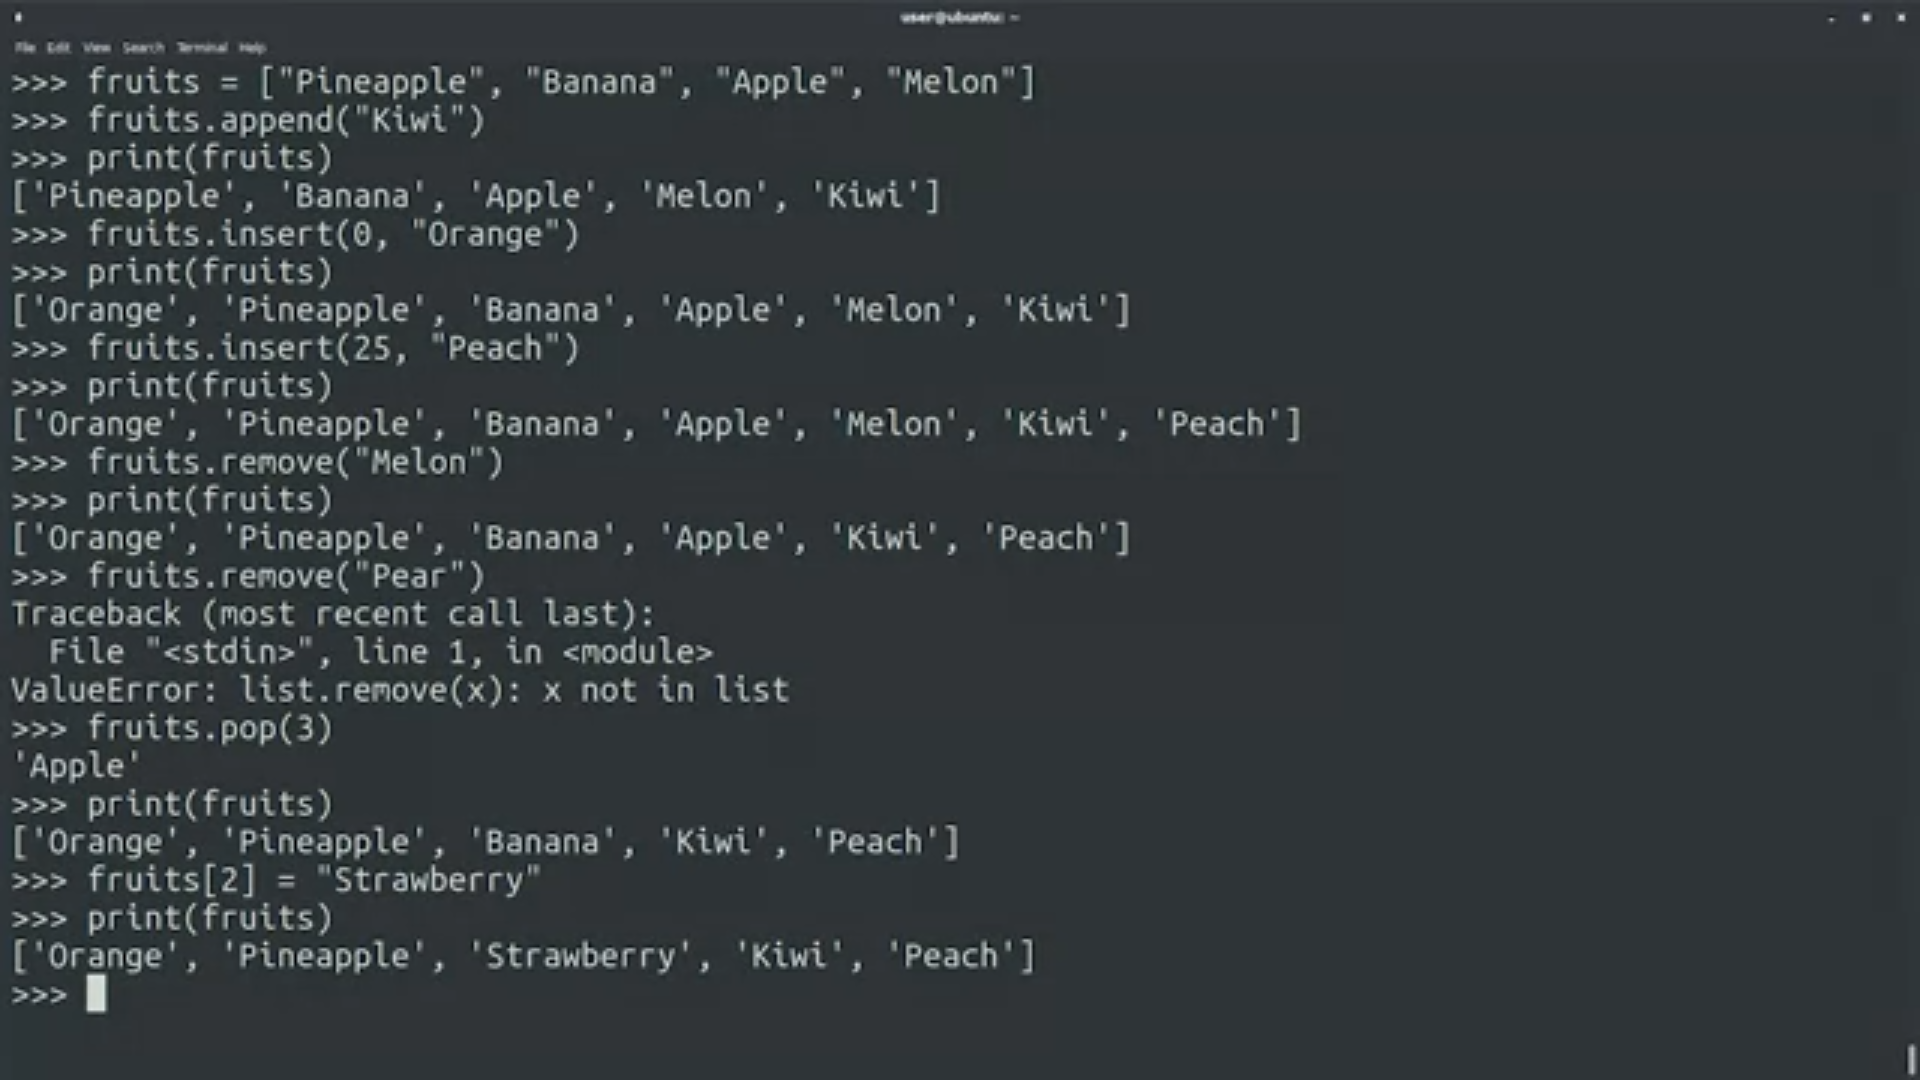 user@ubuntu: ~
File Edit View Search Terminal Help
>>> fruits = ["Pineapple", "Banana", "Apple", "Melon"]
>>> fruits.append("Kiwi")
>>> print(fruits)
['Pineapple', 'Banana', 'Apple', 'Melon', 'Kiwi']
>>> fruits.insert(0, "Orange")
>>> print(fruits)
['Orange', 'Pineapple', 'Banana', 'Apple', 'Melon', 'Kiwi']
>>> fruits.insert(25, "Peach")
>>> print(fruits)
['Orange', 'Pineapple', 'Banana', 'Apple', 'Melon', 'Kiwi', 'Peach']
>>> fruits.remove("Melon")
>>> print(fruits)
['Orange', 'Pineapple', 'Banana', 'Apple', 'Kiwi', 'Peach']
>>> fruits.remove("Pear")
Traceback (most recent call last):
  File "<stdin>", line 1, in <module>
ValueError: list.remove(x): x not in list
>>> fruits.pop(3)
'Apple'
>>> print(fruits)
['Orange', 'Pineapple', 'Banana', 'Kiwi', 'Peach']
>>> fruits[2] = "Strawberry"
>>> print(fruits)
['Orange', 'Pineapple', 'Strawberry', 'Kiwi', 'Peach']
>>>